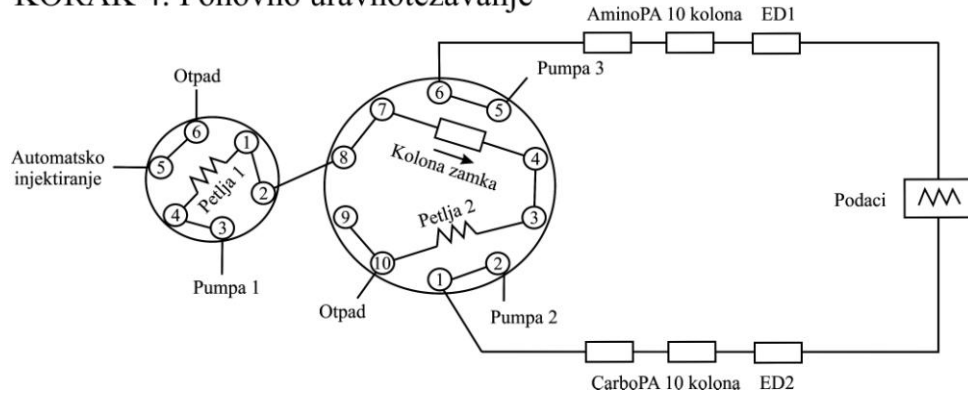 KORAK 4: Ponovno uravnotežavanje
AminoPA 10 kolona ED1
Pumpa 3
Otpad
6
5
7
6
1
Automatsko
injektiranje
5
Kolona zamka
4
8
2
Petlja 1
Petlja 2
Podaci
4
3
9
3
10
1
2
Pumpa 1
Otpad
Pumpa 2
CarboPA 10 kolona ED2